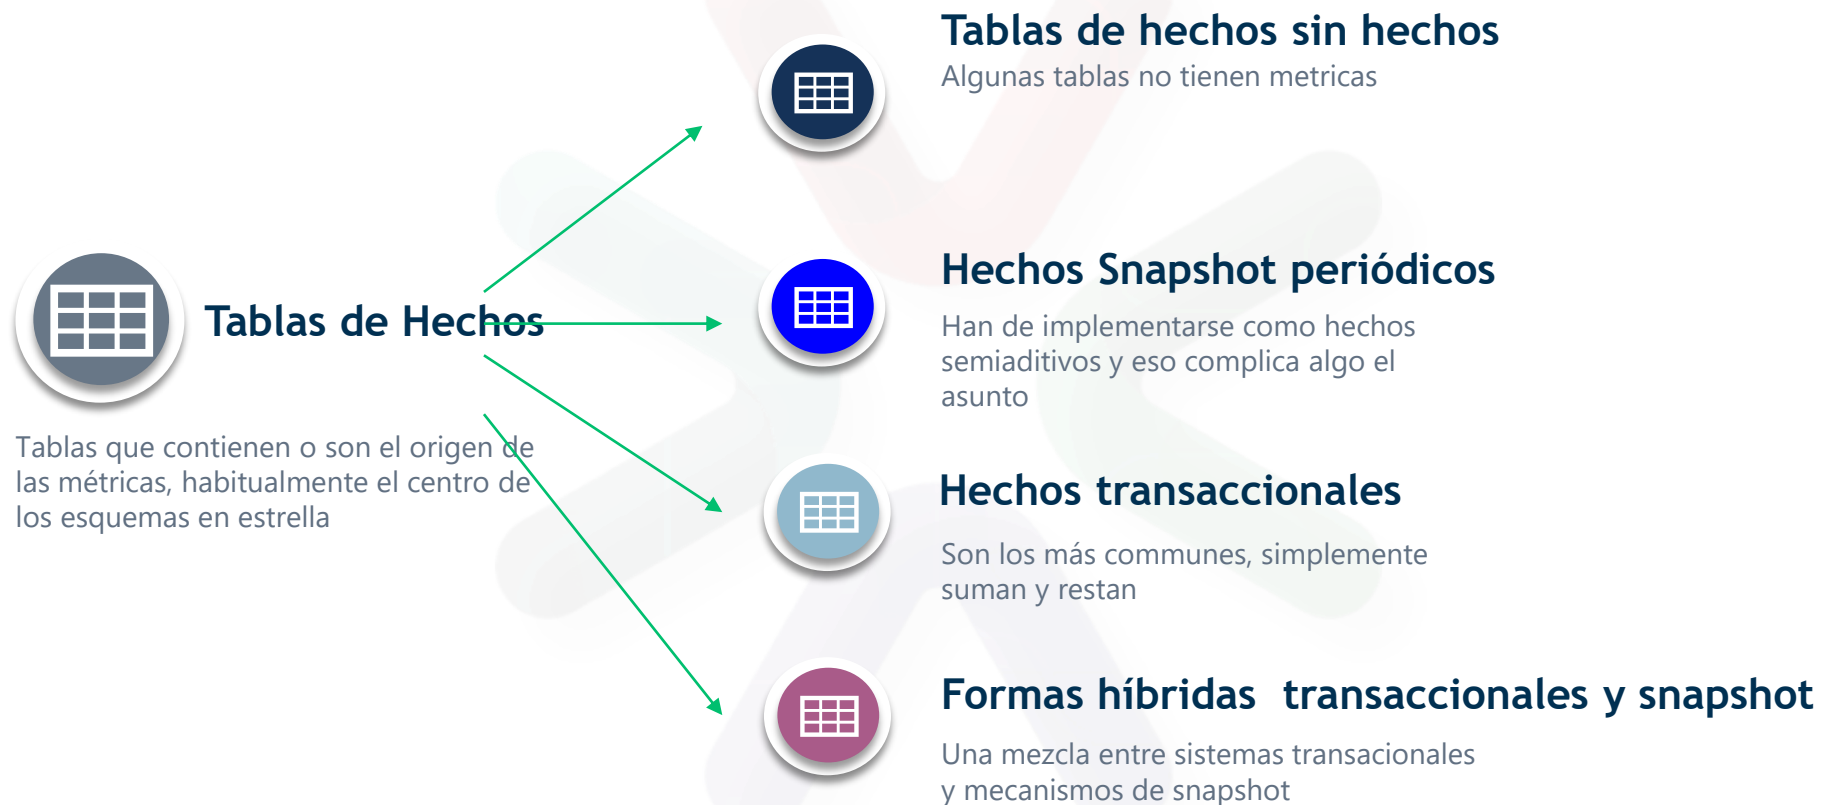 Tablas de Hechos
Tablas que contienen o son el origen de
las métricas, habitualmente el centro de
los esquemas en estrella
Tablas de hechos sin hechos
Algunas tablas no tienen metricas
Hechos Snapshot periódicos
Han de implementarse como hechos
semiaditivos y eso complica algo el
asunto
Hechos transaccionales
Son los más communes, simplemente
suman y restan
Formas híbridas  transaccionales y snapshot
Una mezcla entre sistemas transacionales
y mecanismos de snapshot